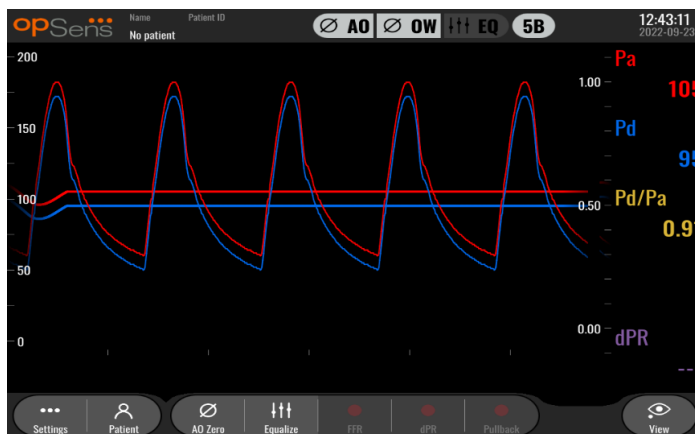 opSens
Name Patient ID
No patient
AO OW EQ 5B
12:43:11
2022-09-23
200
150
100
50
0
1.00
0.50
0.00
Pa
105
Pd
95
Pd/Pa
dPR
--
Settings
Patient
AO Zero
Equalize
FFR
dPR
Pullback
View